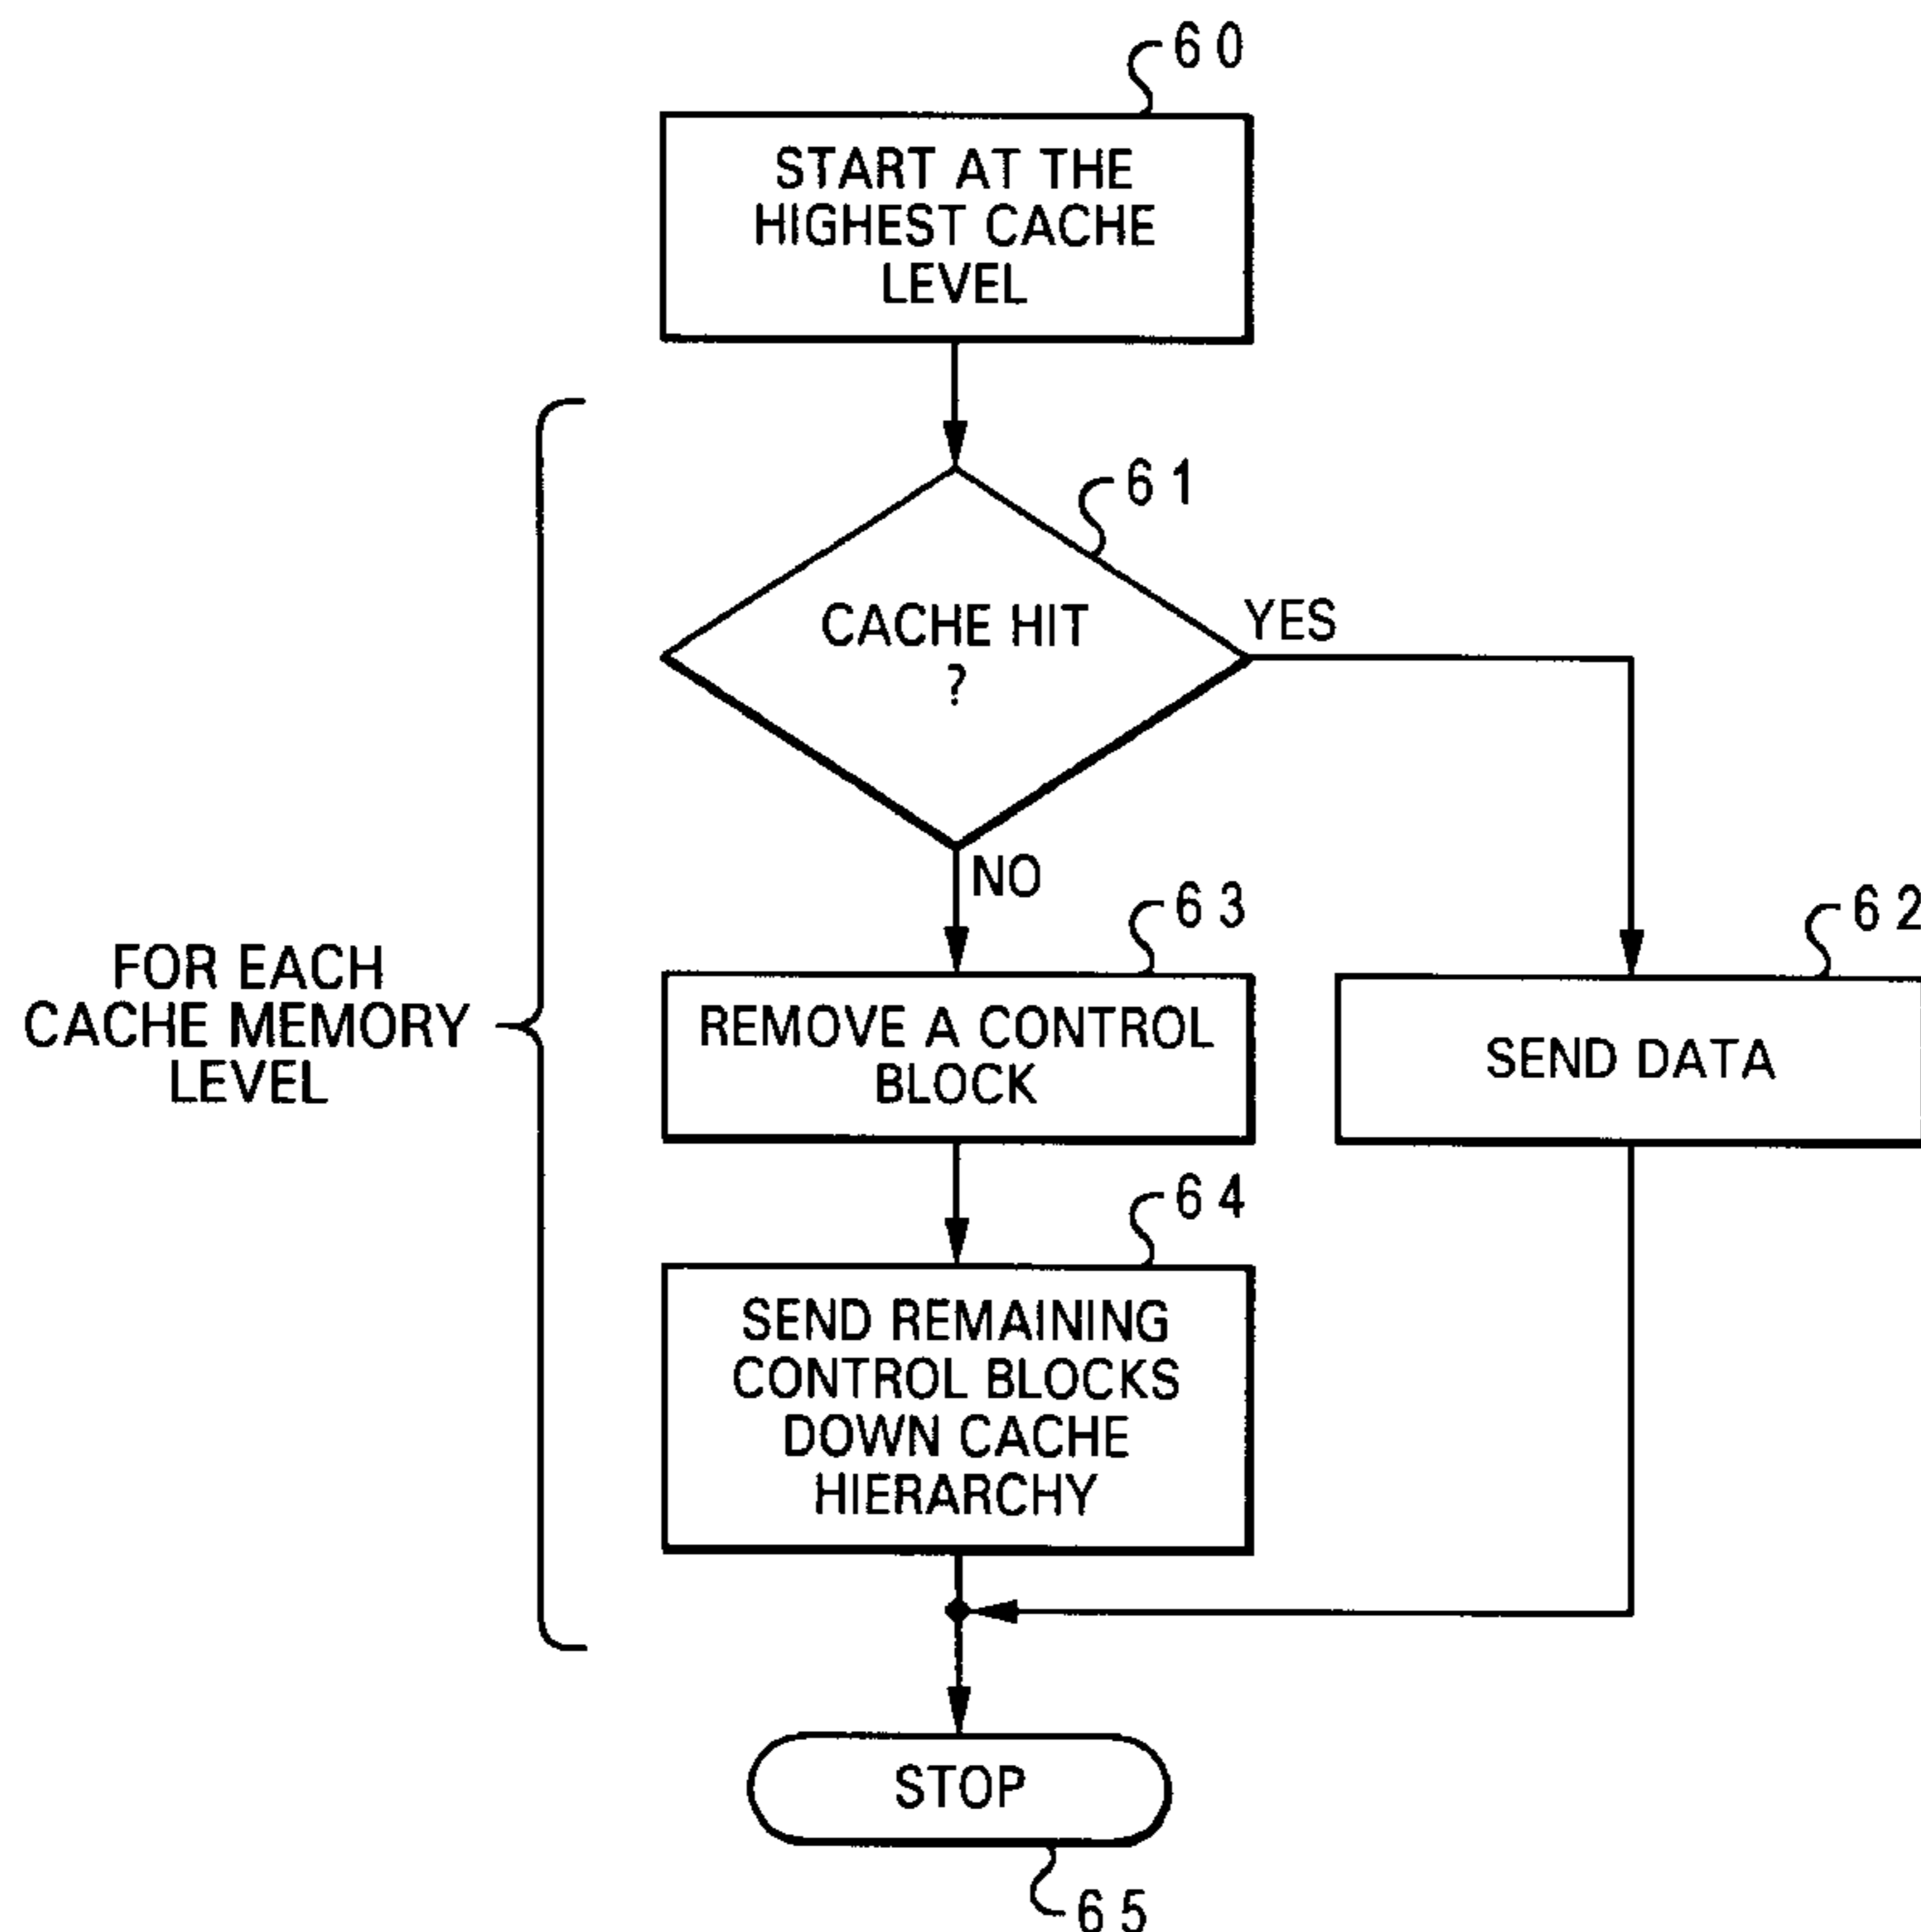 60
START AT THE
HIGHEST CACHE
LEVEL
61
CACHE HIT
?
YES
NO
63
REMOVE A CONTROL
BLOCK
62
SEND DATA
FOR EACH
CACHE MEMORY
LEVEL
64
SEND REMAINING
CONTROL BLOCKS
DOWN CACHE
HIERARCHY
STOP
65